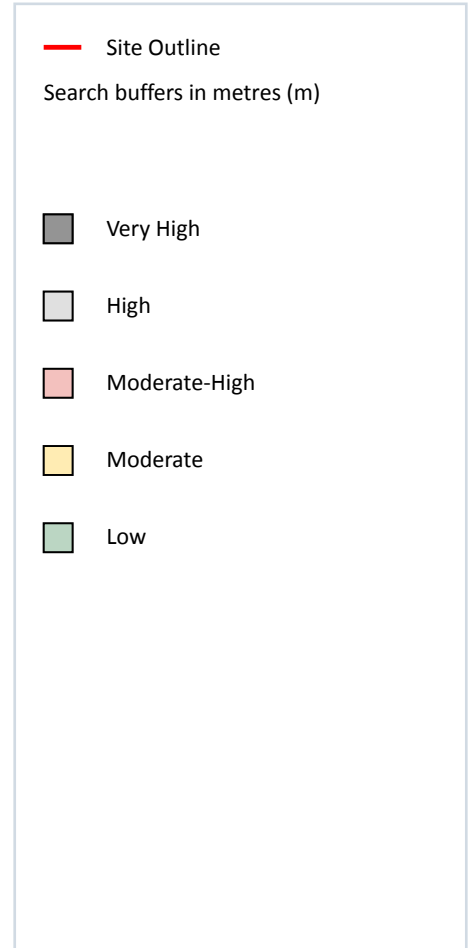 Site Outline
Search buffers in metres (m)
Very High
High
Moderate-High
Moderate
Low